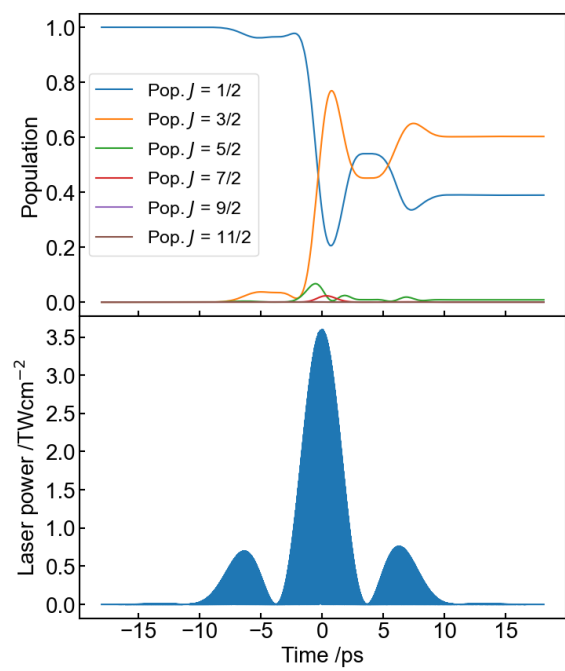 1.0
0.8
0.6
0.4
0.2
0.0
Population
Pop. J = 1/2
Pop. J = 3/2
Pop. J = 5/2
Pop. J = 7/2
Pop. J = 9/2
Pop. J = 11/2
3.5
3.0
2.5
2.0
1.5
1.0
0.5
0.0
Laser power /TWcm⁻²
−15 −10 −5 0 5 10 15
Time /ps